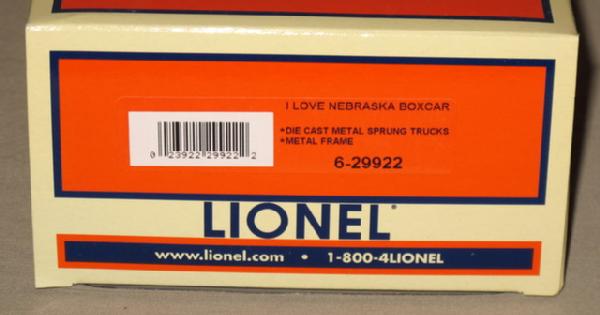 I LOVE NEBRASKA BOXCAR
*DIE CAST METAL SPRUNG TRUCKS
*METAL FRAME
6-29922
0 23922 29922 2
LIONEL®
www.lionel.com • 1-800-4LIONEL